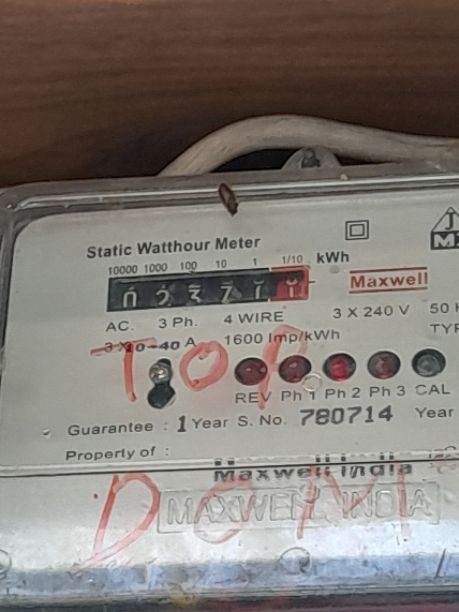 Static Watthour Meter
10000 1000 100 10 1 1/10 kWh
Maxwell
AC. 3 Ph. 4 WIRE 3 X 240 V 50
3 X 10-40 A 1600 Imp/kWh
TOP
REV Ph 1 Ph 2 Ph 3 CAL
Guarantee : 1 Year S. No. 780714 Year
Property of :
Maxwell India
MAXWELL INDIA